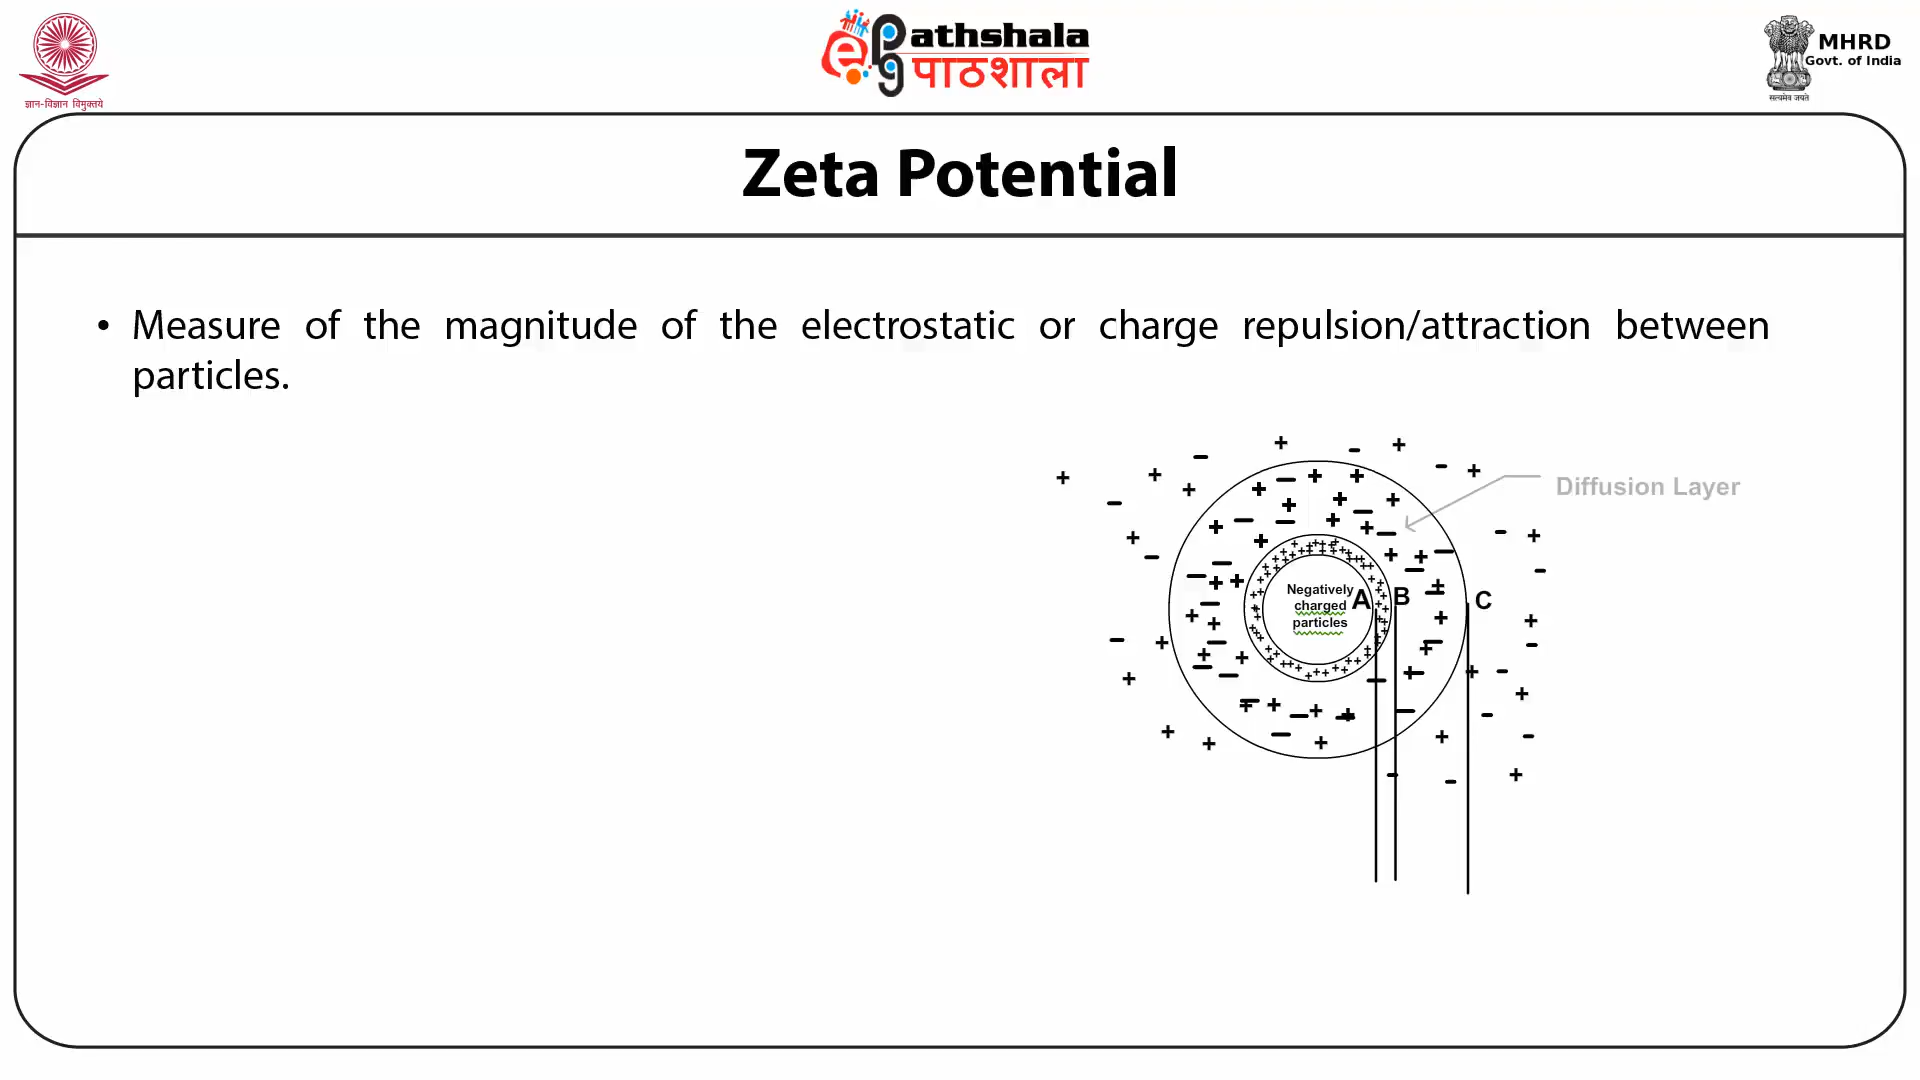 ज्ञान-विज्ञान विमुक्तये
ePathshala
पाठशाला
MHRD
Govt. of India
सत्यमेव जयते
Zeta Potential
• Measure of the magnitude of the electrostatic or charge repulsion/attraction between
particles.
Diffusion Layer
Negatively
charged
particles
A
B
C